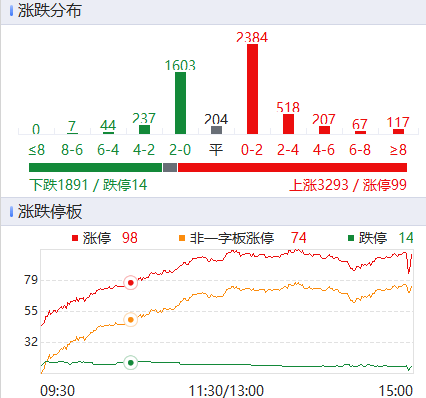 涨跌分布
0 7 44 237 1603 204 2384 518 207 67 117
≤8 8-6 6-4 4-2 2-0 平 0-2 2-4 4-6 6-8 ≥8
下跌1891 / 跌停14 上涨3293 / 涨停99
涨跌停板
涨停 98 非一字板涨停 74 跌停 14
79
55
32
09:30 11:30/13:00 15:00